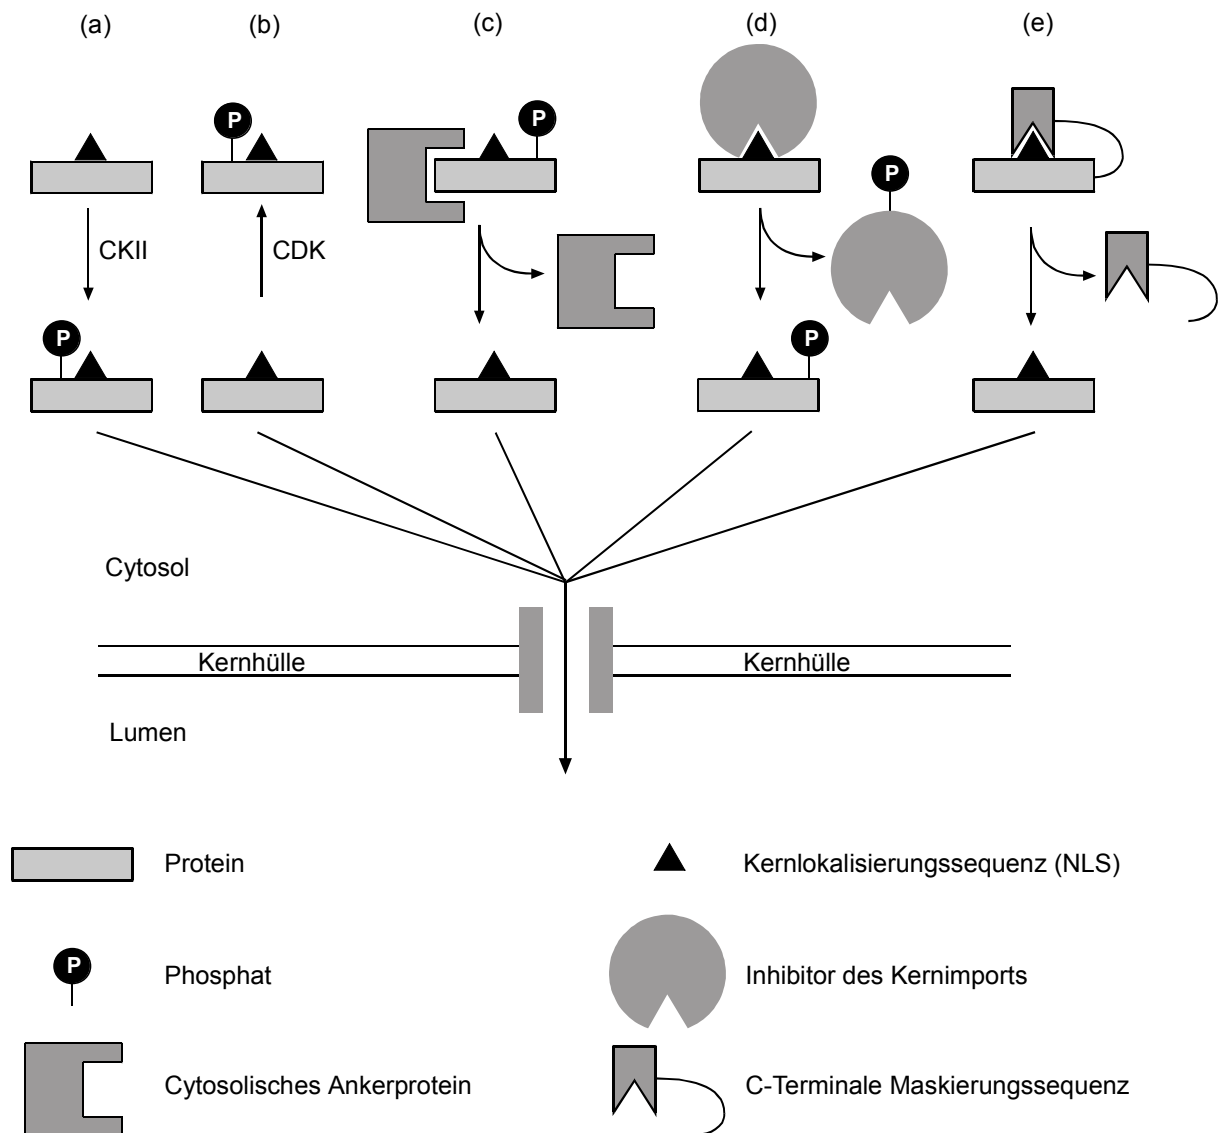 (a) (b) (c) (d) (e)
P P P
P
CKII CDK
P P
Cytosol
Kernhülle Kernhülle
Lumen
Protein Kernlokalisierungssequenz (NLS)
P Phosphat Inhibitor des Kernimports
Cytosolisches Ankerprotein C-Terminale Maskierungssequenz